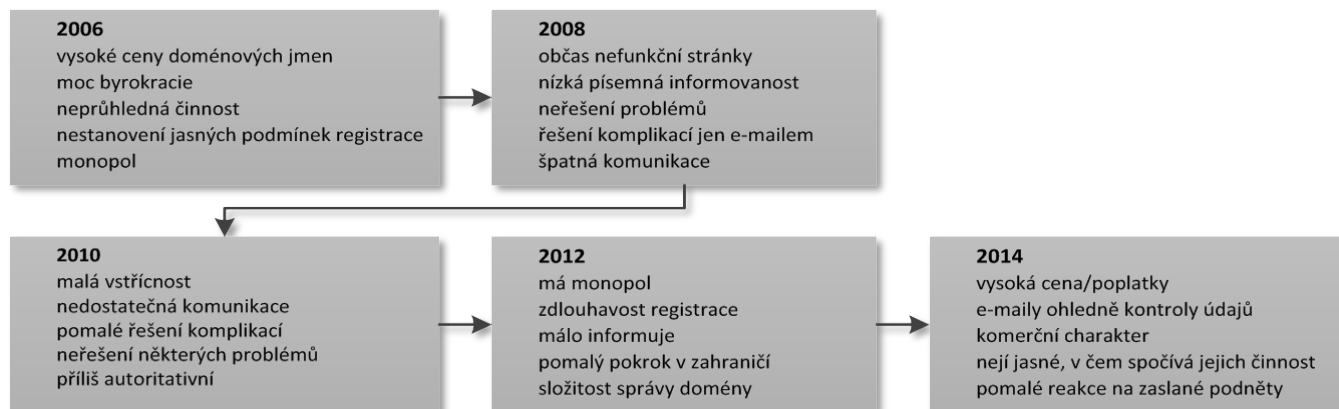 2006
vysoké ceny doménových jmen
moc byrokracie
neprůhledná činnost
nestanovení jasných podmínek registrace
monopol
2008
občas nefunkční stránky
nízká písemná informovanost
neřešení problémů
řešení komplikací jen e-mailem
špatná komunikace
2010
malá vstřícnost
nedostatečná komunikace
pomalé řešení komplikací
neřešení některých problémů
příliš autoritativní
2012
má monopol
zdlouhavost registrace
málo informuje
pomalý pokrok v zahraničí
složitost správy domény
2014
vysoká cena/poplatky
e-maily ohledně kontroly údajů
komerční charakter
nejí jasné, v čem spočívá jejich činnost
pomalé reakce na zaslané podněty